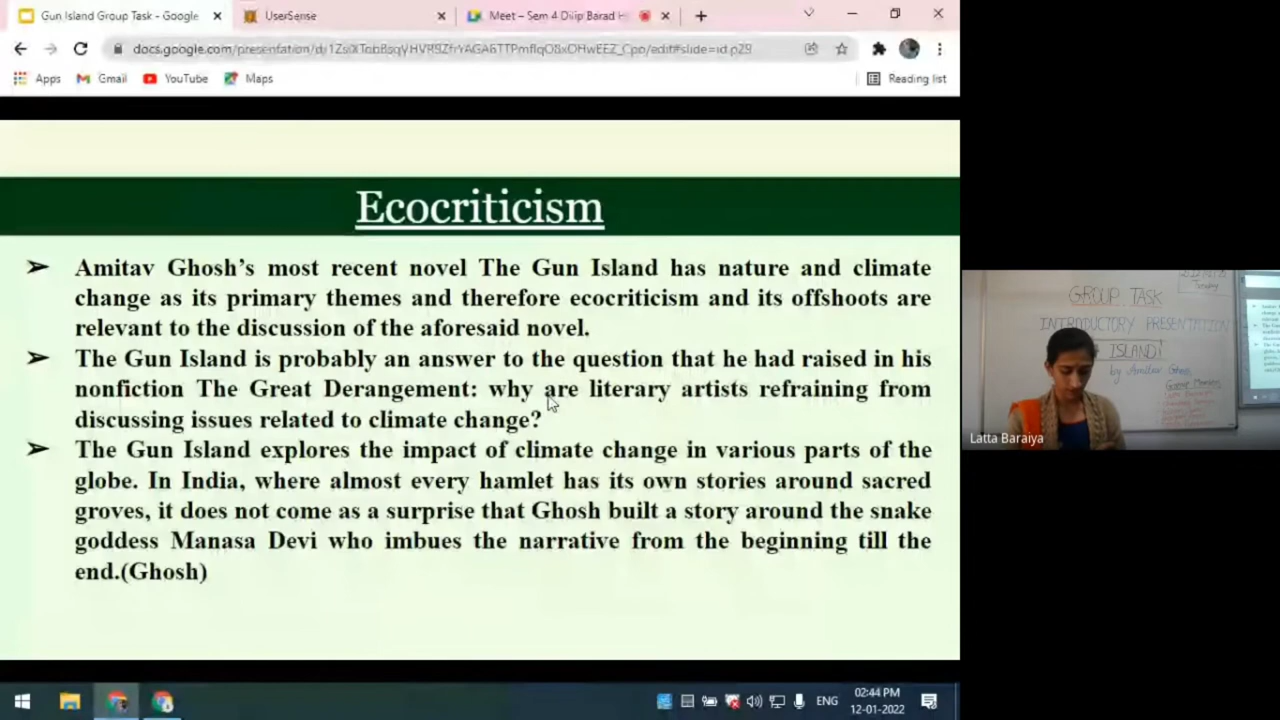 Gun Island Group Task - Google
UserSense
Meet – Sem 4 Dilip Barad
Apps
Gmail
YouTube
Maps
Reading list
Ecocriticism
➢ Amitav Ghosh's most recent novel The Gun Island has nature and climate
change as its primary themes and therefore ecocriticism and its offshoots are
relevant to the discussion of the aforesaid novel.
➢ The Gun Island is probably an answer to the question that he had raised in his
nonfiction The Great Derangement: why are literary artists refraining from
discussing issues related to climate change?
➢ The Gun Island explores the impact of climate change in various parts of the
globe. In India, where almost every hamlet has its own stories around sacred
groves, it does not come as a surprise that Ghosh built a story around the snake
goddess Manasa Devi who imbues the narrative from the beginning till the
end.(Ghosh)
GROUP TASK
INTRODUCTORY PRESENTATION
ISLAND
by Amitav Ghosh
Group Members
Latta Baraiya
ENG
02:44 PM
12-01-2022